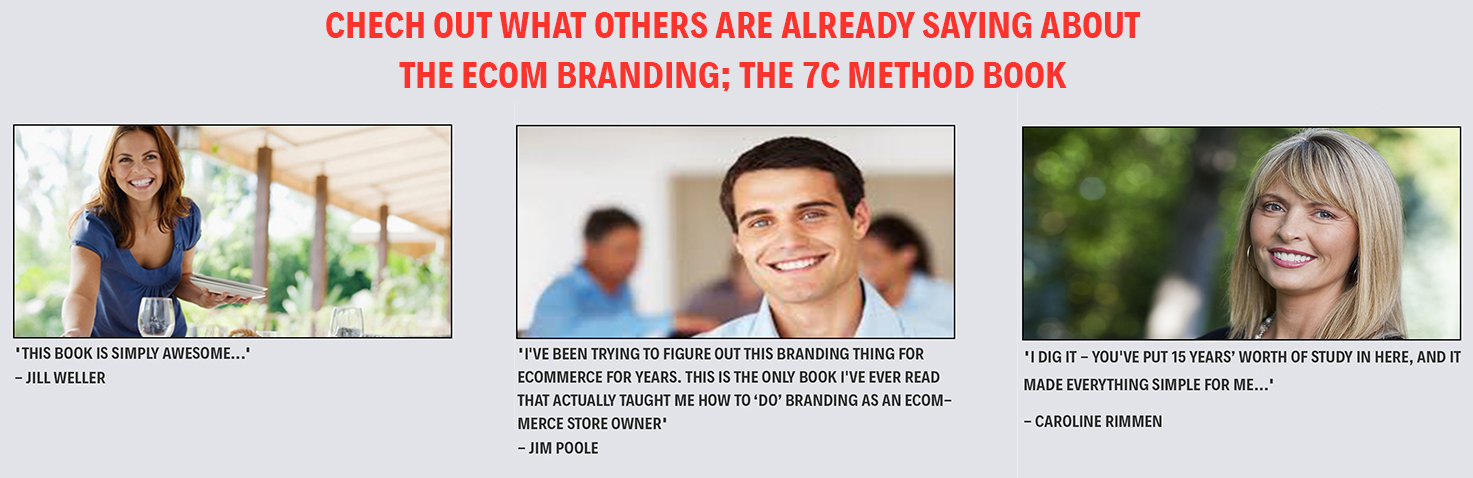 CHECH OUT WHAT OTHERS ARE ALREADY SAYING ABOUT
THE ECOM BRANDING; THE 7C METHOD BOOK
"THIS BOOK IS SIMPLY AWESOME..."
– JILL WELLER
"I'VE BEEN TRYING TO FIGURE OUT THIS BRANDING THING FOR
ECOMMERCE FOR YEARS. THIS IS THE ONLY BOOK I'VE EVER READ
THAT ACTUALLY TAUGHT ME HOW TO ‘DO’ BRANDING AS AN ECOM-
MERCE STORE OWNER"
– JIM POOLE
"I DIG IT – YOU'VE PUT 15 YEARS’ WORTH OF STUDY IN HERE, AND IT
MADE EVERYTHING SIMPLE FOR ME..."
– CAROLINE RIMMEN